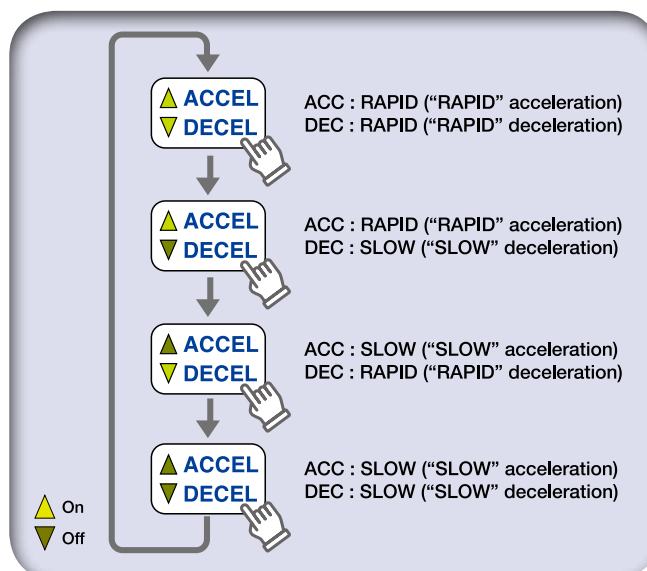 ACCEL
DECEL
ACC : RAPID (“RAPID” acceleration)
DEC : RAPID (“RAPID” deceleration)
ACCEL
DECEL
ACC : RAPID (“RAPID” acceleration)
DEC : SLOW (“SLOW” deceleration)
ACCEL
DECEL
ACC : SLOW (“SLOW” acceleration)
DEC : RAPID (“RAPID” deceleration)
ACCEL
DECEL
ACC : SLOW (“SLOW” acceleration)
DEC : SLOW (“SLOW” deceleration)
On
Off